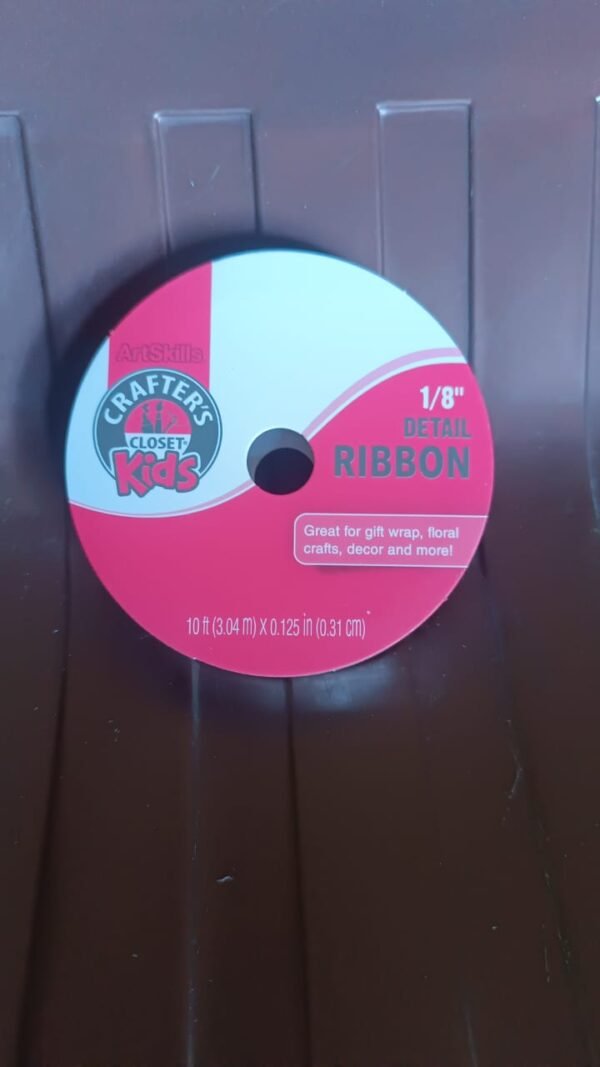 ArtSkills
CRAFTER'S
CLOSET
Kids
1/8"
DETAIL
RIBBON
Great for gift wrap, floral
crafts, decor and more!
10 ft (3.04 m) X 0.125 in (0.31 cm)